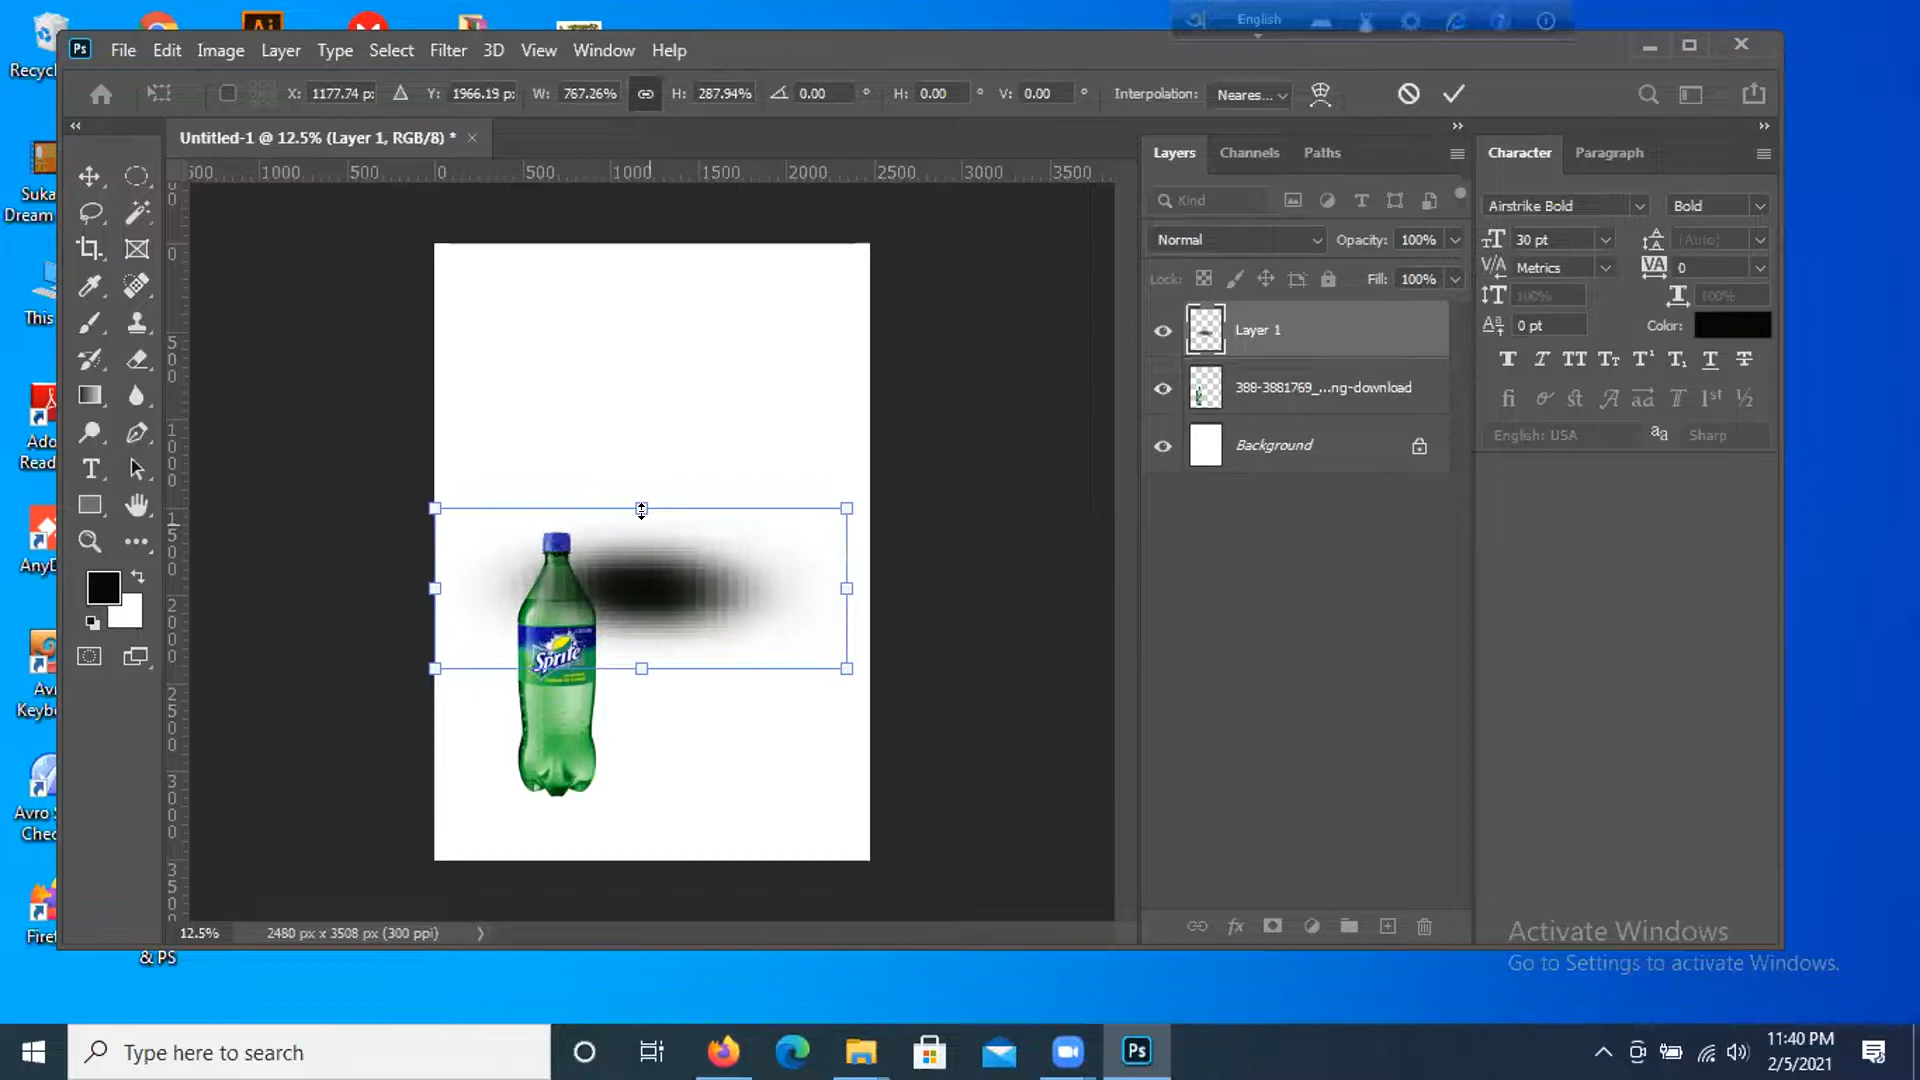 English
File Edit Image Layer Type Select Filter 3D View Window Help
X: 1177.74 p: Y: 1966.19 p: W: 767.26% H: 287.94% 0.00 ° H: 0.00 ° V: 0.00 ° Interpolation: Neares...
Untitled-1 @ 12.5% (Layer 1, RGB/8) *
500 1000 500 0 500 1000 1500 2000 2500 3000 3500
Layers Channels Paths
Kind
Normal Opacity: 100%
Lock: Fill: 100%
Layer 1
388-3881769_...ng-download
Background
Character Paragraph
Airstrike Bold Bold
30 pt (Auto)
Metrics 0
100% 100%
0 pt Color:
English: USA Sharp
Sprite
12.5% 2480 px x 3508 px (300 ppi)
Recyc
Suka
Dream
This
Ado
Read
AnyD
Avr
Keyb
Avro S
Chec
Firef
& PS
Activate Windows
Go to Settings to activate Windows.
Type here to search
11:40 PM
2/5/2021